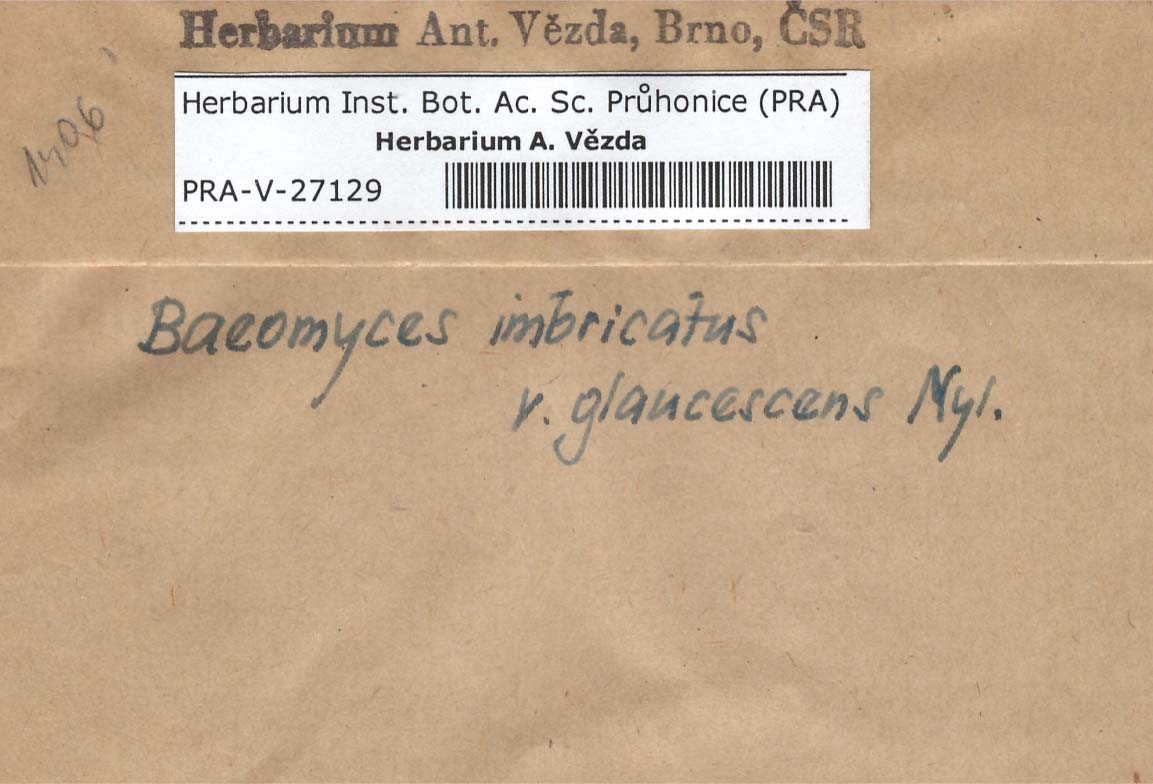 Herbarium Ant. Vězda, Brno, ČSR
Herbarium Inst. Bot. Ac. Sc. Průhonice (PRA)
Herbarium A. Vězda
PRA-V-27129
Baeomyces imbricatus
v. glaucescens Nyl.